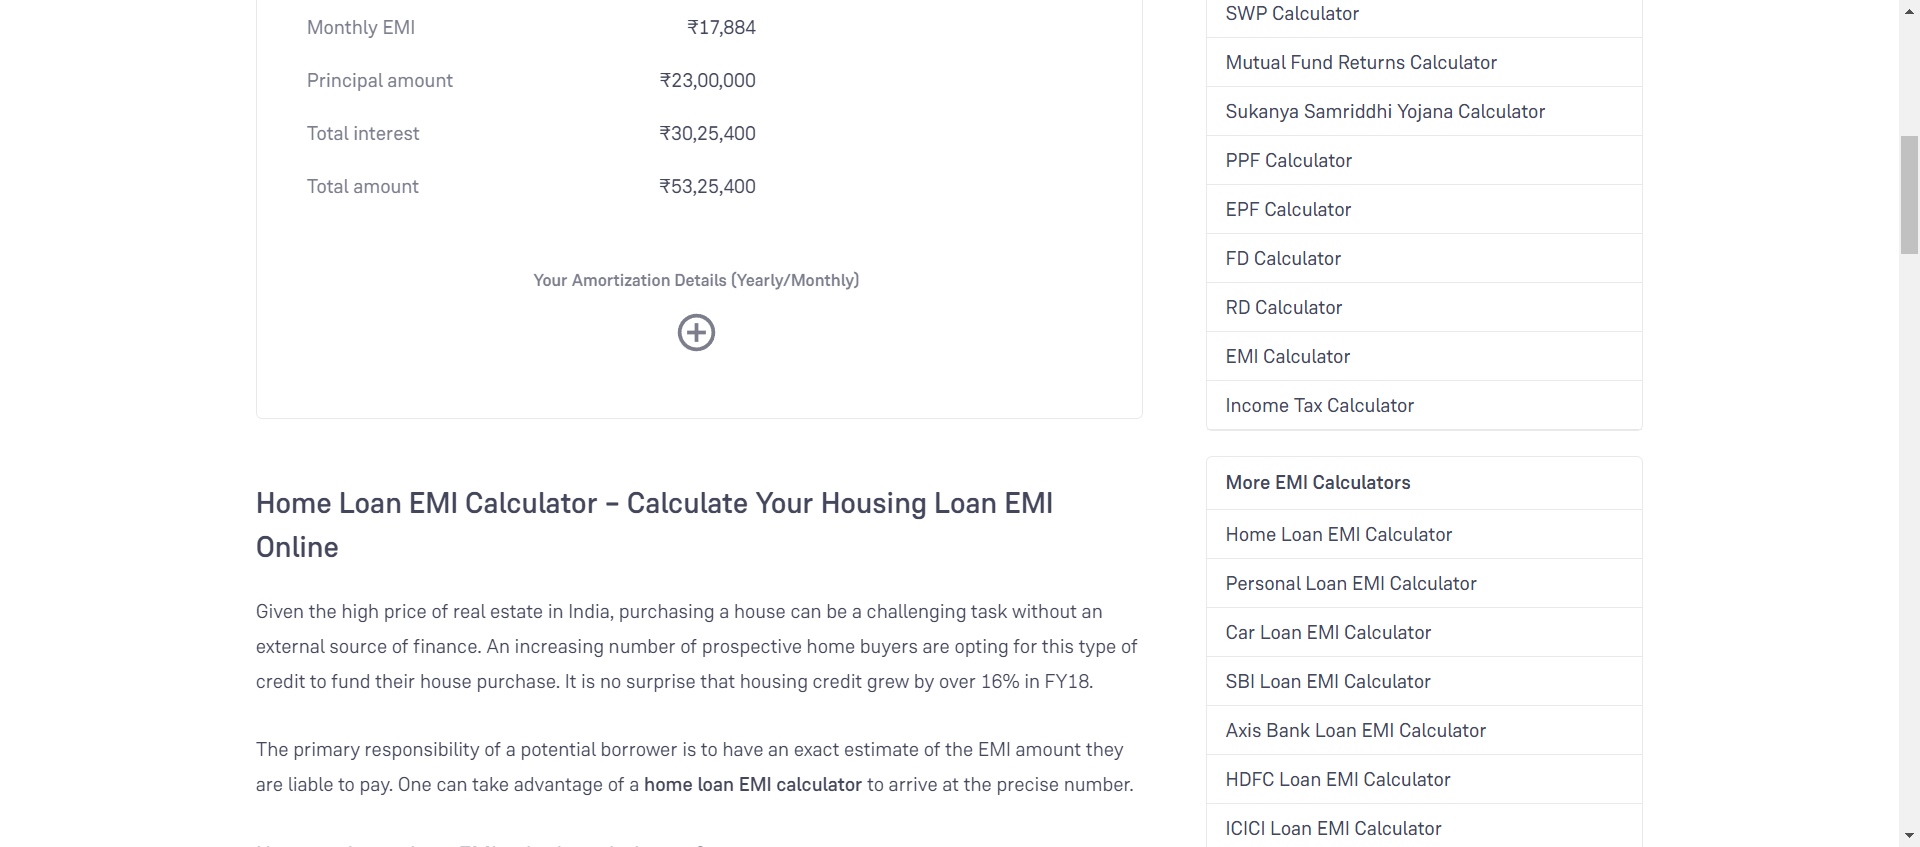 Monthly EMI ₹17,884
Principal amount ₹23,00,000
Total interest ₹30,25,400
Total amount ₹53,25,400
Your Amortization Details (Yearly/Monthly)
Home Loan EMI Calculator – Calculate Your Housing Loan EMI
Online
Given the high price of real estate in India, purchasing a house can be a challenging task without an
external source of finance. An increasing number of prospective home buyers are opting for this type of
credit to fund their house purchase. It is no surprise that housing credit grew by over 16% in FY18.
The primary responsibility of a potential borrower is to have an exact estimate of the EMI amount they
are liable to pay. One can take advantage of a home loan EMI calculator to arrive at the precise number.
SWP Calculator
Mutual Fund Returns Calculator
Sukanya Samriddhi Yojana Calculator
PPF Calculator
EPF Calculator
FD Calculator
RD Calculator
EMI Calculator
Income Tax Calculator
More EMI Calculators
Home Loan EMI Calculator
Personal Loan EMI Calculator
Car Loan EMI Calculator
SBI Loan EMI Calculator
Axis Bank Loan EMI Calculator
HDFC Loan EMI Calculator
ICICI Loan EMI Calculator